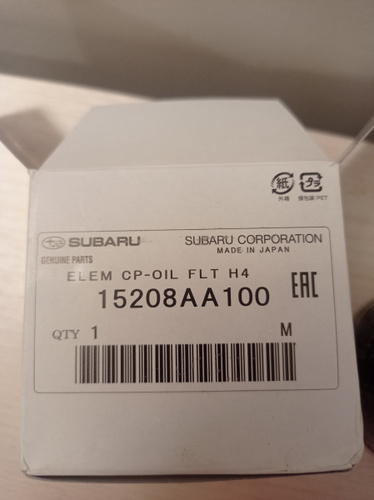 紙 プラ
外箱 個包装:PET
SUBARU SUBARU CORPORATION
MADE IN JAPAN
GENUINE PARTS
ELEM CP-OIL FLT H4
15208AA100 EAC
QTY 1 M